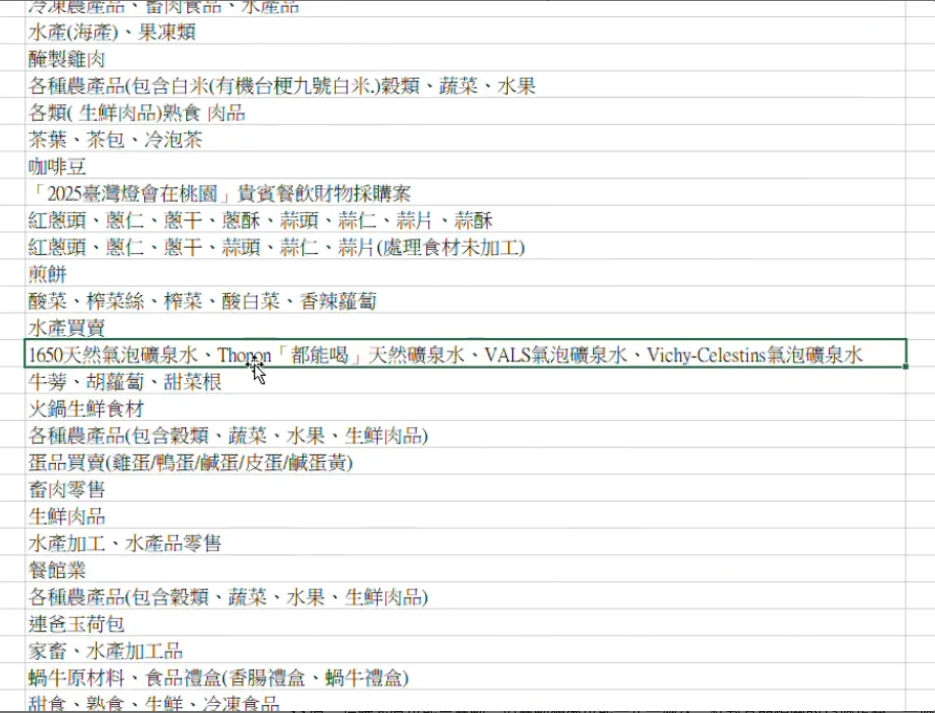 冷凍農產品、畜肉食品、水產品
水產(海產)、果凍類
醃製雞肉
各種農產品(包含白米(有機台梗九號白米.)穀類、蔬菜、水果
各類( 生鮮肉品)熟食 肉品
茶葉、茶包、冷泡茶
咖啡豆
「2025臺灣燈會在桃園」貴賓餐飲財物採購案
紅蔥頭、蔥仁、蔥干、蔥酥、蒜頭、蒜仁、蒜片、蒜酥
紅蔥頭、蔥仁、蔥干、蒜頭、蒜仁、蒜片(處理食材未加工)
煎餅
酸菜、榨菜絲、榨菜、酸白菜、香辣蘿蔔
水產買賣
1650天然氣泡礦泉水、Thonon「都能喝」天然礦泉水、VALS氣泡礦泉水、Vichy-Celestins氣泡礦泉水
牛蒡、胡蘿蔔、甜菜根
火鍋生鮮食材
各種農產品(包含穀類、蔬菜、水果、生鮮肉品)
蛋品買賣(雞蛋/鴨蛋/鹹蛋/皮蛋/鹹蛋黃)
畜肉零售
生鮮肉品
水產加工、水產品零售
餐館業
各種農產品(包含穀類、蔬菜、水果、生鮮肉品)
連爸玉荷包
家畜、水產加工品
蝸牛原材料、食品禮盒(香腸禮盒、蝸牛禮盒)
甜食、熟食、生鮮、冷凍食品